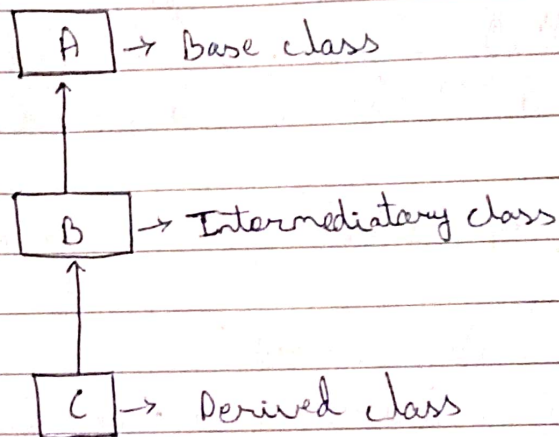 A → Base class
B → Intermediatary class
C → Derived class